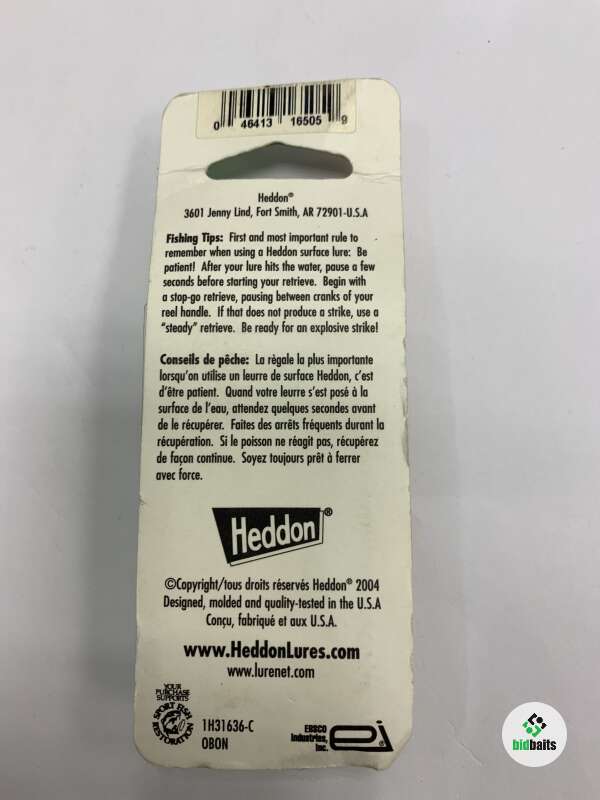 0 46413 16505 9
Heddon®
3601 Jenny Lind, Fort Smith, AR 72901-U.S.A
Fishing Tips: First and most important rule to
remember when using a Heddon surface lure: Be
patient! After your lure hits the water, pause a few
seconds before starting your retrieve. Begin with
a stop-go retrieve, pausing between cranks of your
reel handle. If that does not produce a strike, use a
"steady" retrieve. Be ready for an explosive strike!
Conseils de pêche: La règale la plus importante
lorsqu'on utilise un leurre de surface Heddon, c'est
d'être patient. Quand votre leurre s'est posé à la
surface de l'eau, attendez quelques secondes avant
de le récupérer. Faites des arrêts fréquents durant la
récupération. Si le poisson ne réagit pas, récupérez
de façon continue. Soyez toujours prêt à ferrer
avec force.
Heddon®
©Copyright/tous droits réservés Heddon® 2004
Designed, molded and quality-tested in the U.S.A
Conçu, fabriqué et aux U.S.A.
www.HeddonLures.com
www.lurenet.com
YOUR
PURCHASE
SUPPORTS
SPORT FISH
RESTORATION
1H31636-C
OBON
EBSCO
Industries,
Inc.
ei®
bidbaits